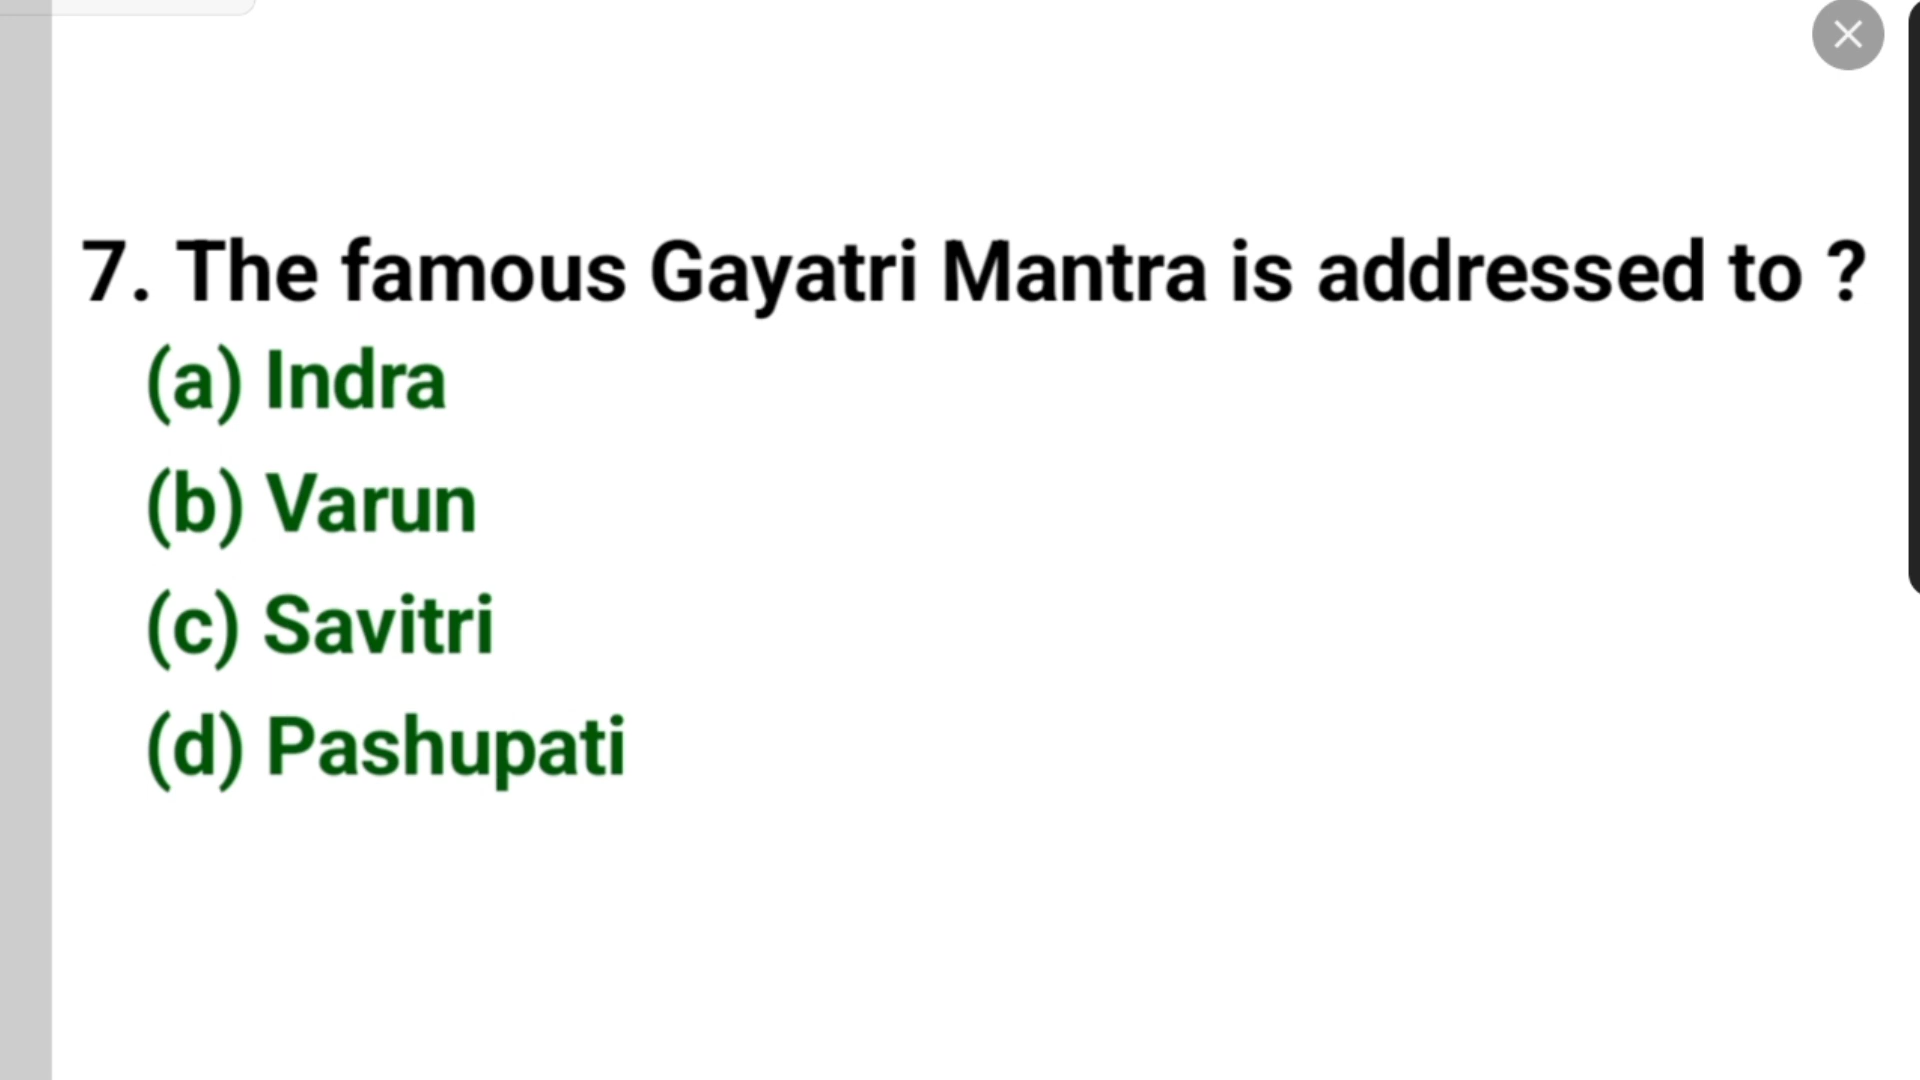 7. The famous Gayatri Mantra is addressed to ?
(a) Indra
(b) Varun
(c) Savitri
(d) Pashupati